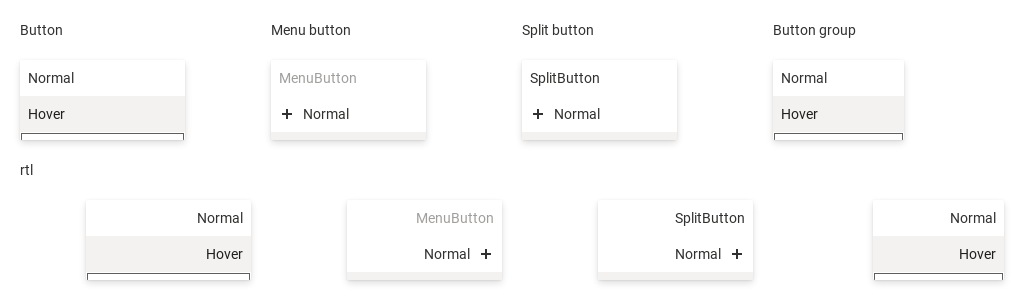 Button
Menu button
Split button
Button group
Normal
Hover
MenuButton
Normal
SplitButton
Normal
Normal
Hover
rtl
Normal
Hover
MenuButton
Normal
SplitButton
Normal
Normal
Hover